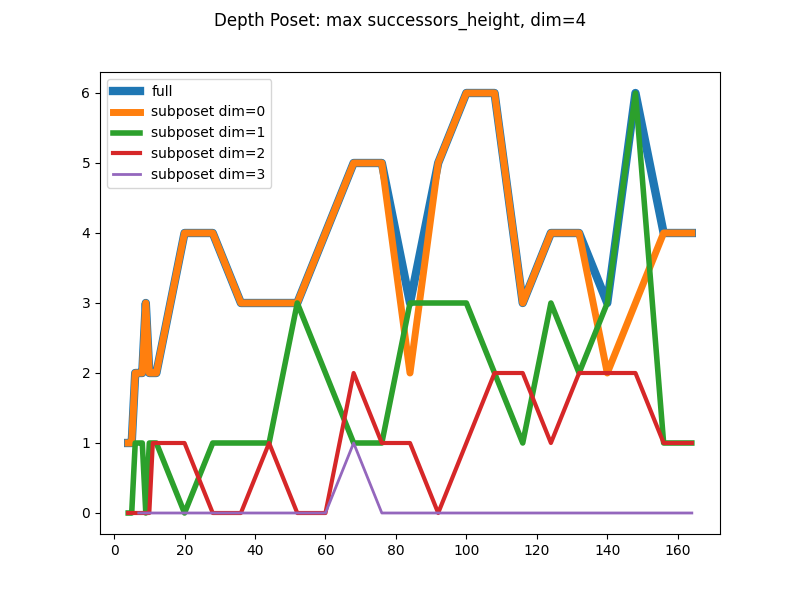 Depth Poset: max successors_height, dim=4
full
subposet dim=0
subposet dim=1
subposet dim=2
subposet dim=3
6
5
4
3
2
1
0
0 20 40 60 80 100 120 140 160